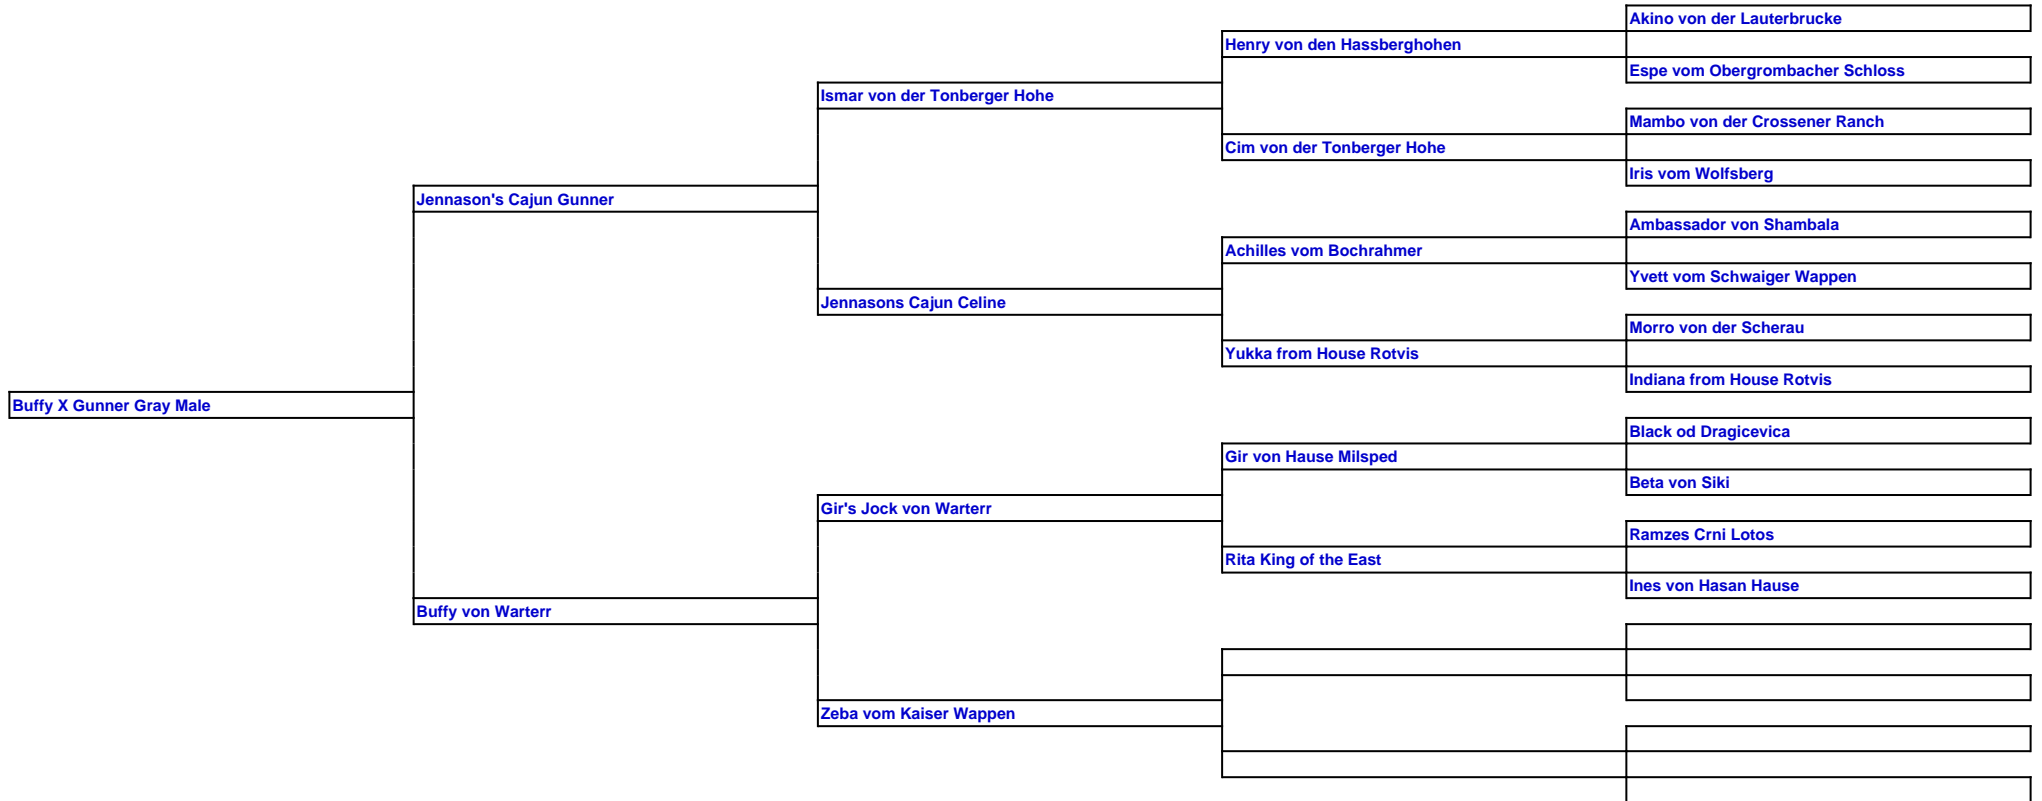 Akino von der Lauterbrucke
Henry von den Hassberghohen
Espe vom Obergrombacher Schloss
Ismar von der Tonberger Hohe
Mambo von der Crossener Ranch
Cim von der Tonberger Hohe
Iris vom Wolfsberg
Jennason's Cajun Gunner
Ambassador von Shambala
Achilles vom Bochrahmer
Yvett vom Schwaiger Wappen
Jennasons Cajun Celine
Morro von der Scherau
Yukka from House Rotvis
Indiana from House Rotvis
Buffy X Gunner Gray Male
Black od Dragicevica
Gir von Hause Milsped
Beta von Siki
Gir's Jock von Warterr
Ramzes Crni Lotos
Rita King of the East
Ines von Hasan Hause
Buffy von Warterr
Zeba vom Kaiser Wappen